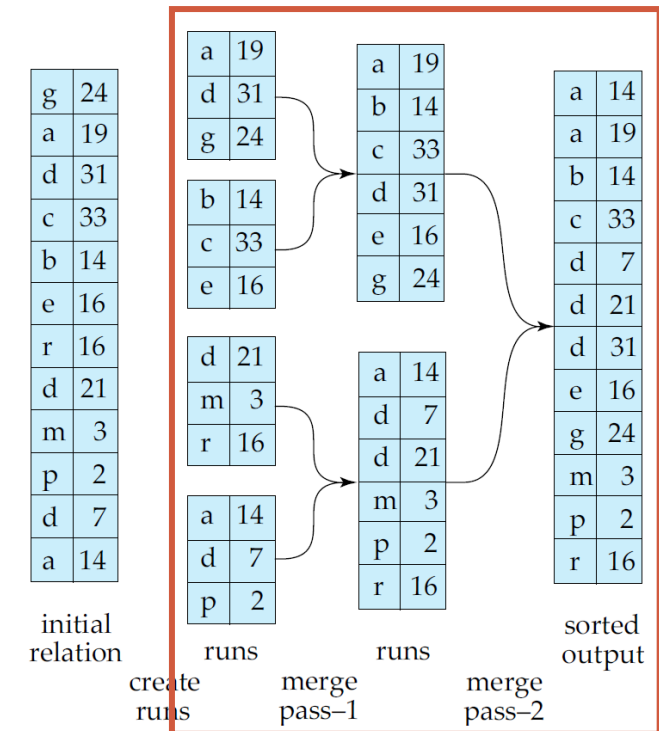 g 24
a 19
d 31
c 33
b 14
e 16
r 16
d 21
m 3
p 2
d 7
a 14
initial
relation
create
runs
a 19
d 31
g 24
b 14
c 33
e 16
d 21
m 3
r 16
a 14
d 7
p 2
runs
merge
pass–1
a 19
b 14
c 33
d 31
e 16
g 24
a 14
d 7
d 21
m 3
p 2
r 16
runs
merge
pass–2
a 14
a 19
b 14
c 33
d 7
d 21
d 31
e 16
g 24
m 3
p 2
r 16
sorted
output